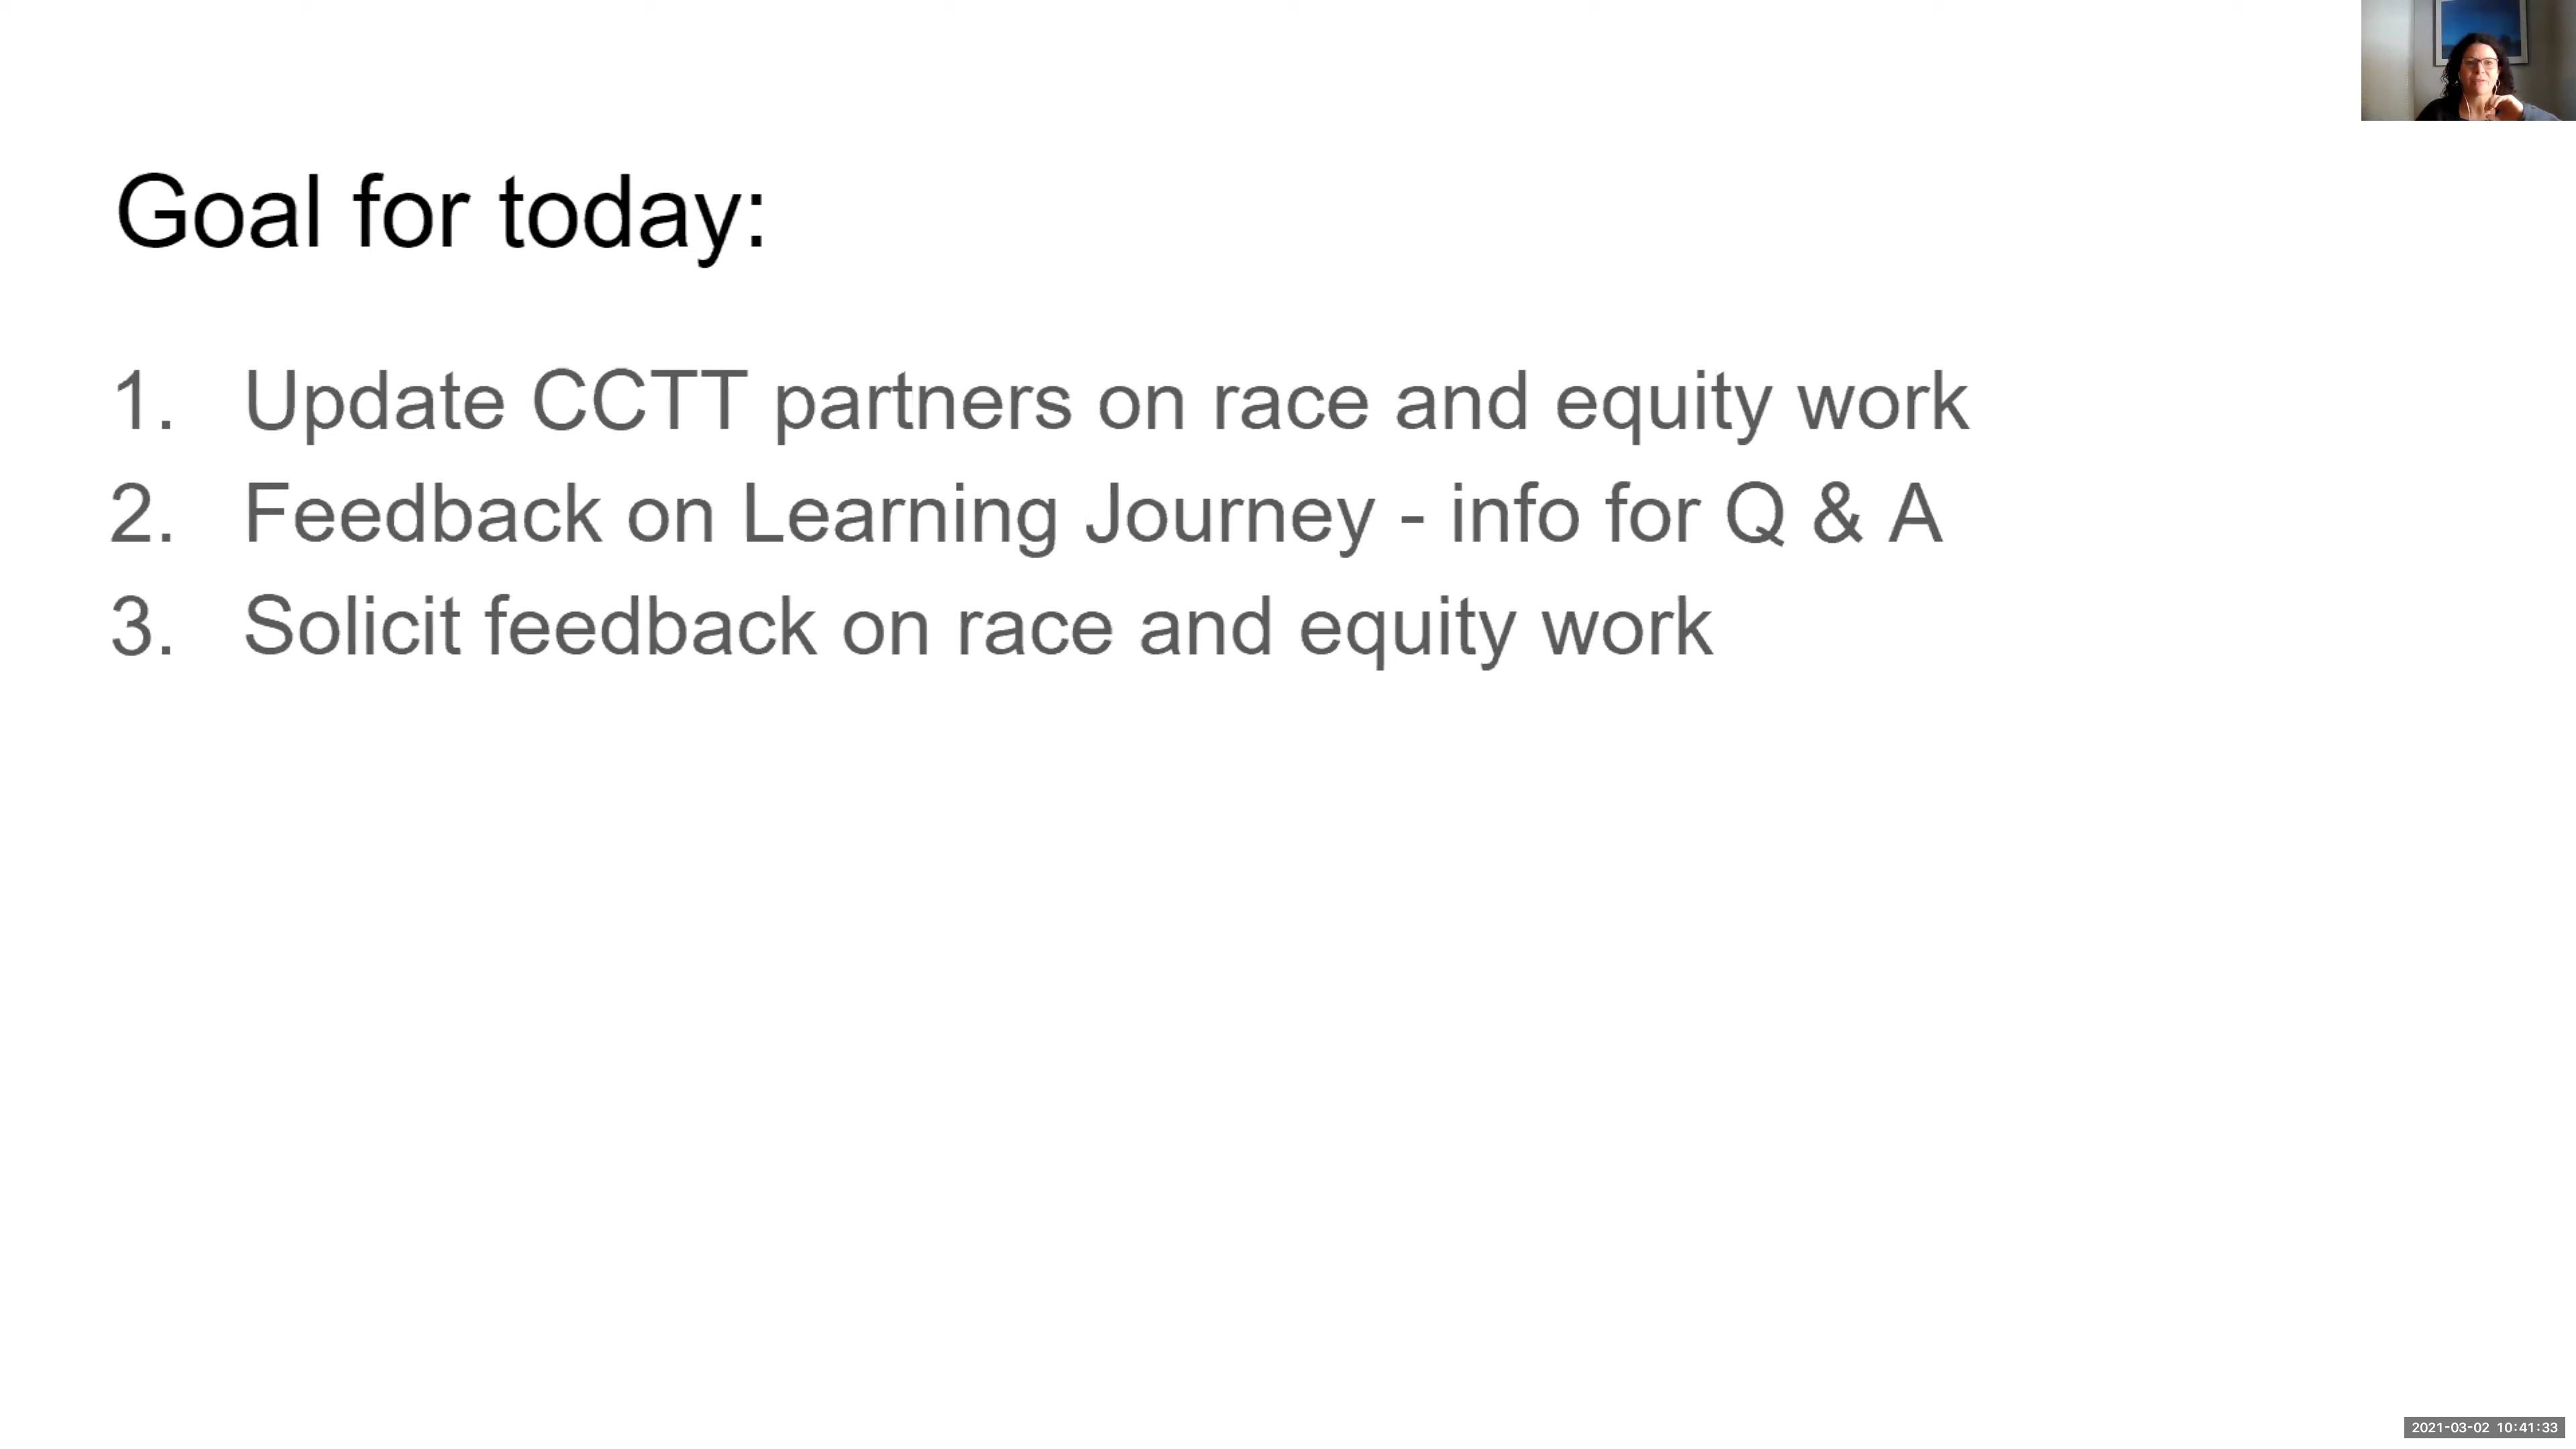 Goal for today:
1. Update CCTT partners on race and equity work
2. Feedback on Learning Journey - info for Q & A
3. Solicit feedback on race and equity work
2021-03-02 10:41:33